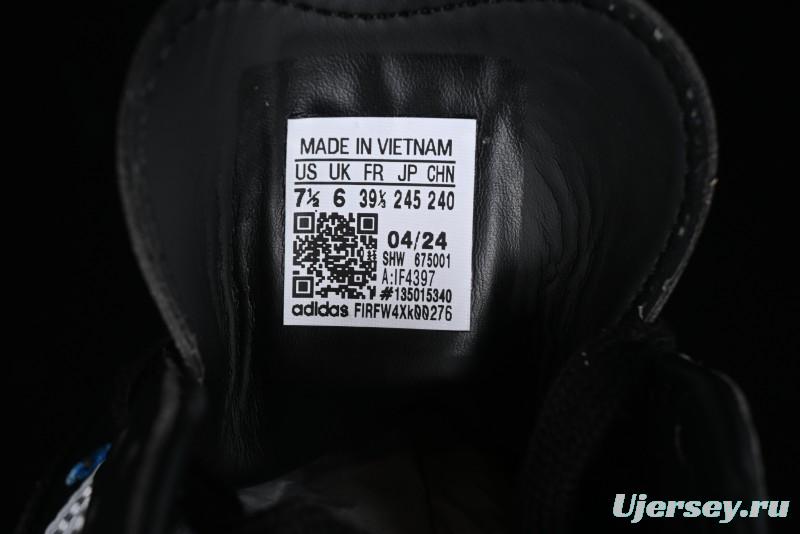 MADE IN VIETNAM
US UK FR JP CHN
7½ 6 39⅓ 245 240
04/24
SHW 675001
A:IF4397
#135015340
adidas FIRFW4Xk00276
Ujersey.ru